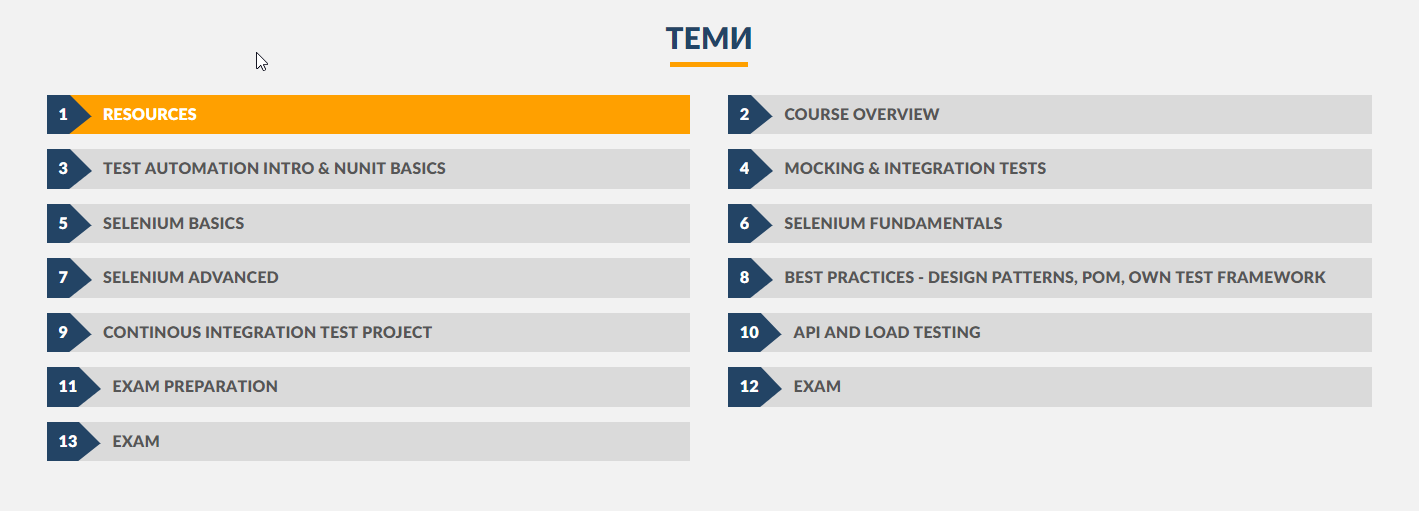 ТЕМИ
1 RESOURCES
2 COURSE OVERVIEW
3 TEST AUTOMATION INTRO & NUNIT BASICS
4 MOCKING & INTEGRATION TESTS
5 SELENIUM BASICS
6 SELENIUM FUNDAMENTALS
7 SELENIUM ADVANCED
8 BEST PRACTICES - DESIGN PATTERNS, POM, OWN TEST FRAMEWORK
9 CONTINOUS INTEGRATION TEST PROJECT
10 API AND LOAD TESTING
11 EXAM PREPARATION
12 EXAM
13 EXAM